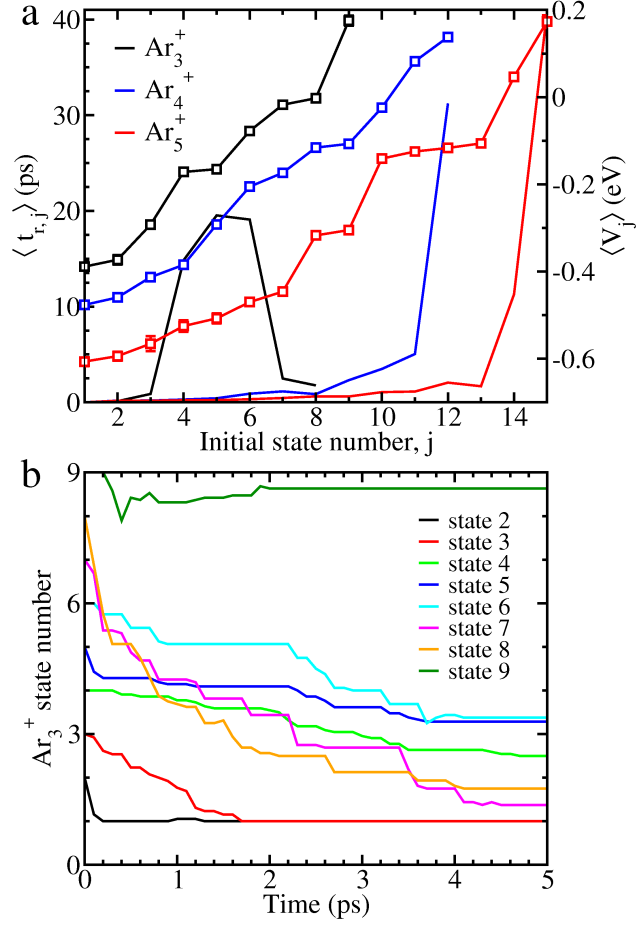 a
Ar₃⁺
Ar₄⁺
Ar₅⁺
0
10
20
30
40
⟨ t_r,j ⟩ (ps)
0.2
0
-0.2
-0.4
-0.6
⟨V_j⟩ (eV)
2 4 6 8 10 12 14
Initial state number, j
b
9
6
3
0
Ar₃⁺ state number
state 2
state 3
state 4
state 5
state 6
state 7
state 8
state 9
0 1 2 3 4 5
Time (ps)